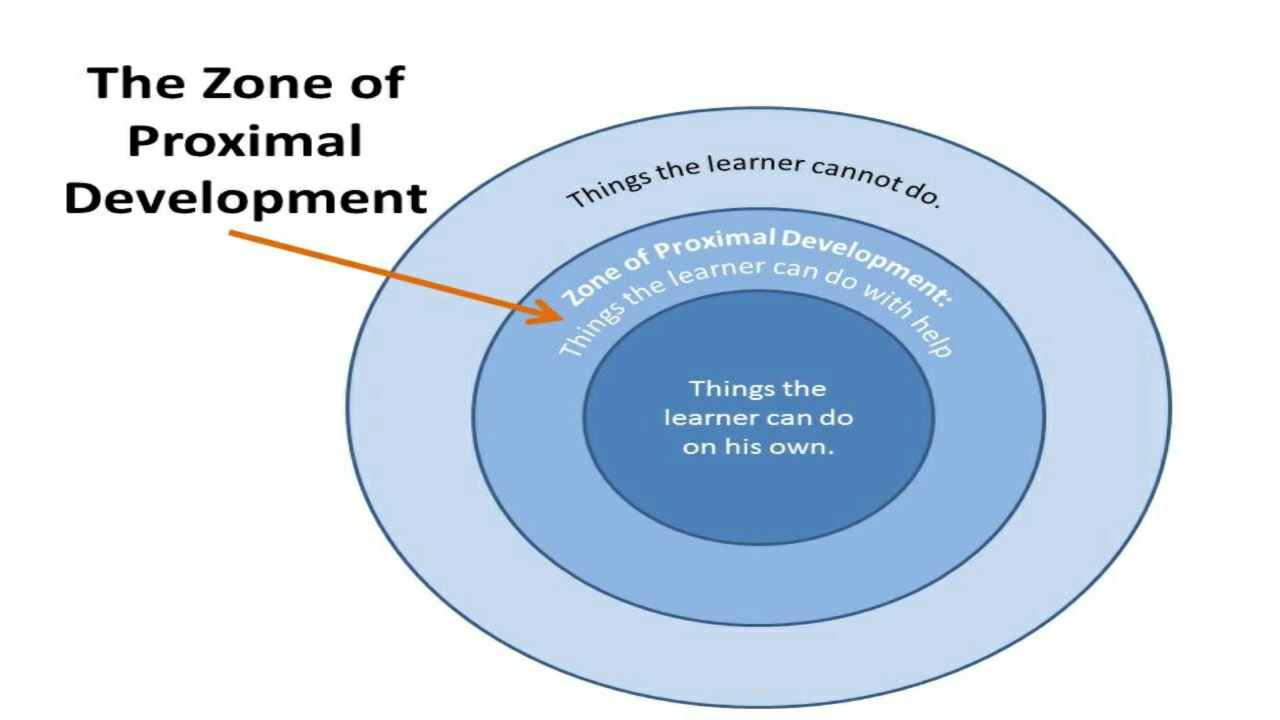 The Zone of
Proximal
Development
Things the learner cannot do.
Zone of Proximal Development:
Things the learner can do with help
Things the
learner can do
on his own.